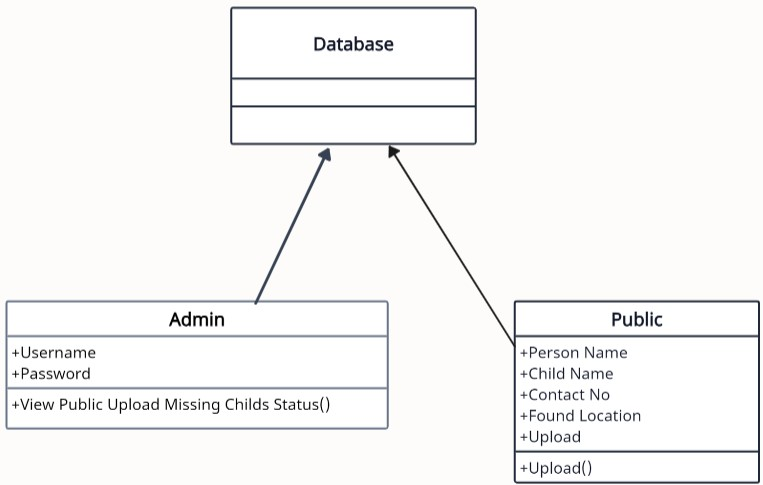 Database
Admin
+Username
+Password
+View Public Upload Missing Childs Status()
Public
+Person Name
+Child Name
+Contact No
+Found Location
+Upload
+Upload()